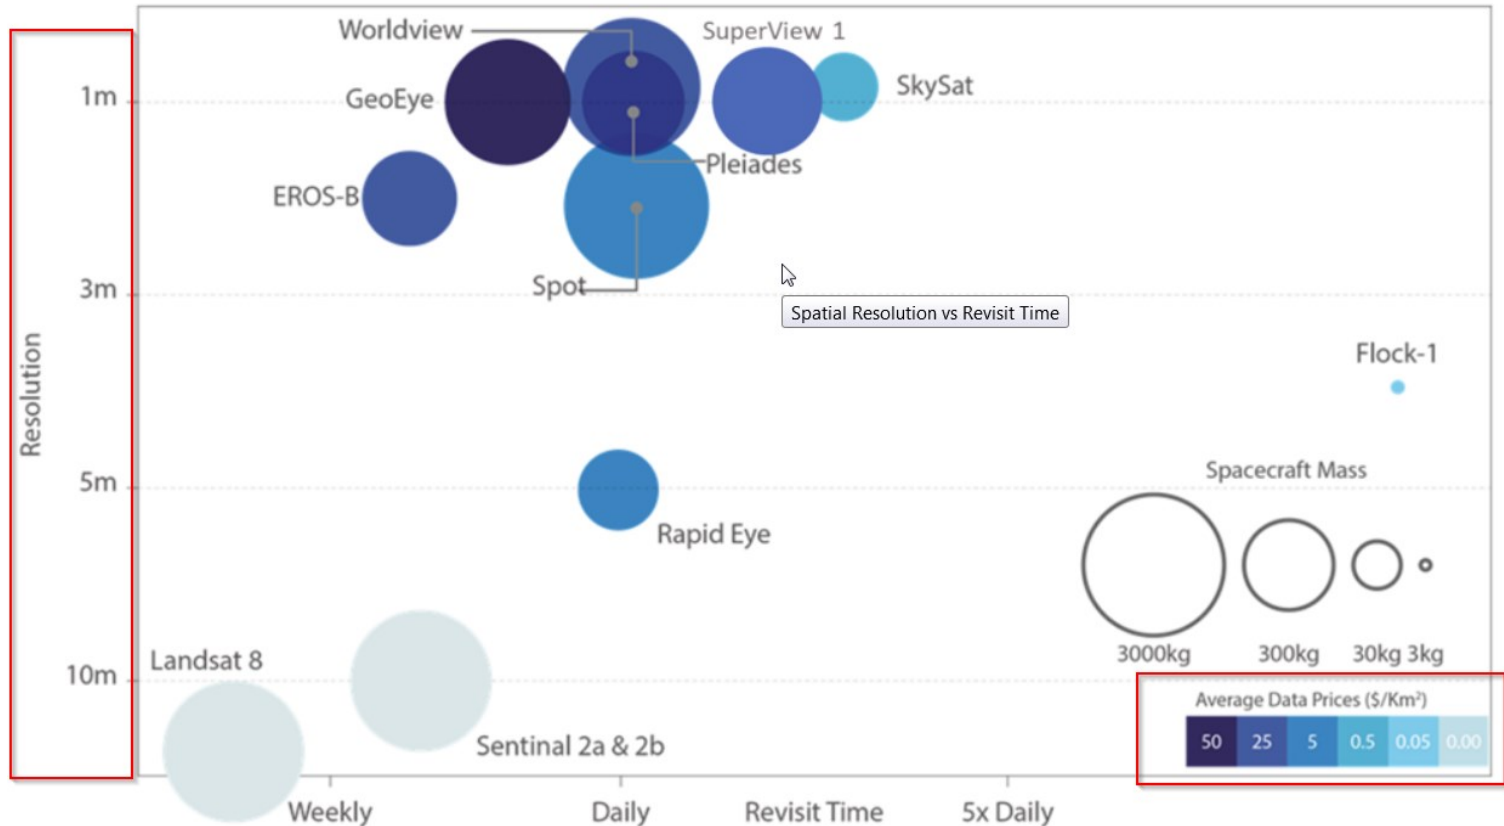 Worldview
SuperView 1
GeoEye
SkySat
1m
Pleiades
EROS-B
Spot
3m
Spatial Resolution vs Revisit Time
Resolution
Flock-1
5m
Rapid Eye
Spacecraft Mass
3000kg 300kg 30kg 3kg
Landsat 8
10m
Sentinal 2a & 2b
Average Data Prices ($/Km²)
50 25 5 0.5 0.05 0.00
Weekly Daily Revisit Time 5x Daily